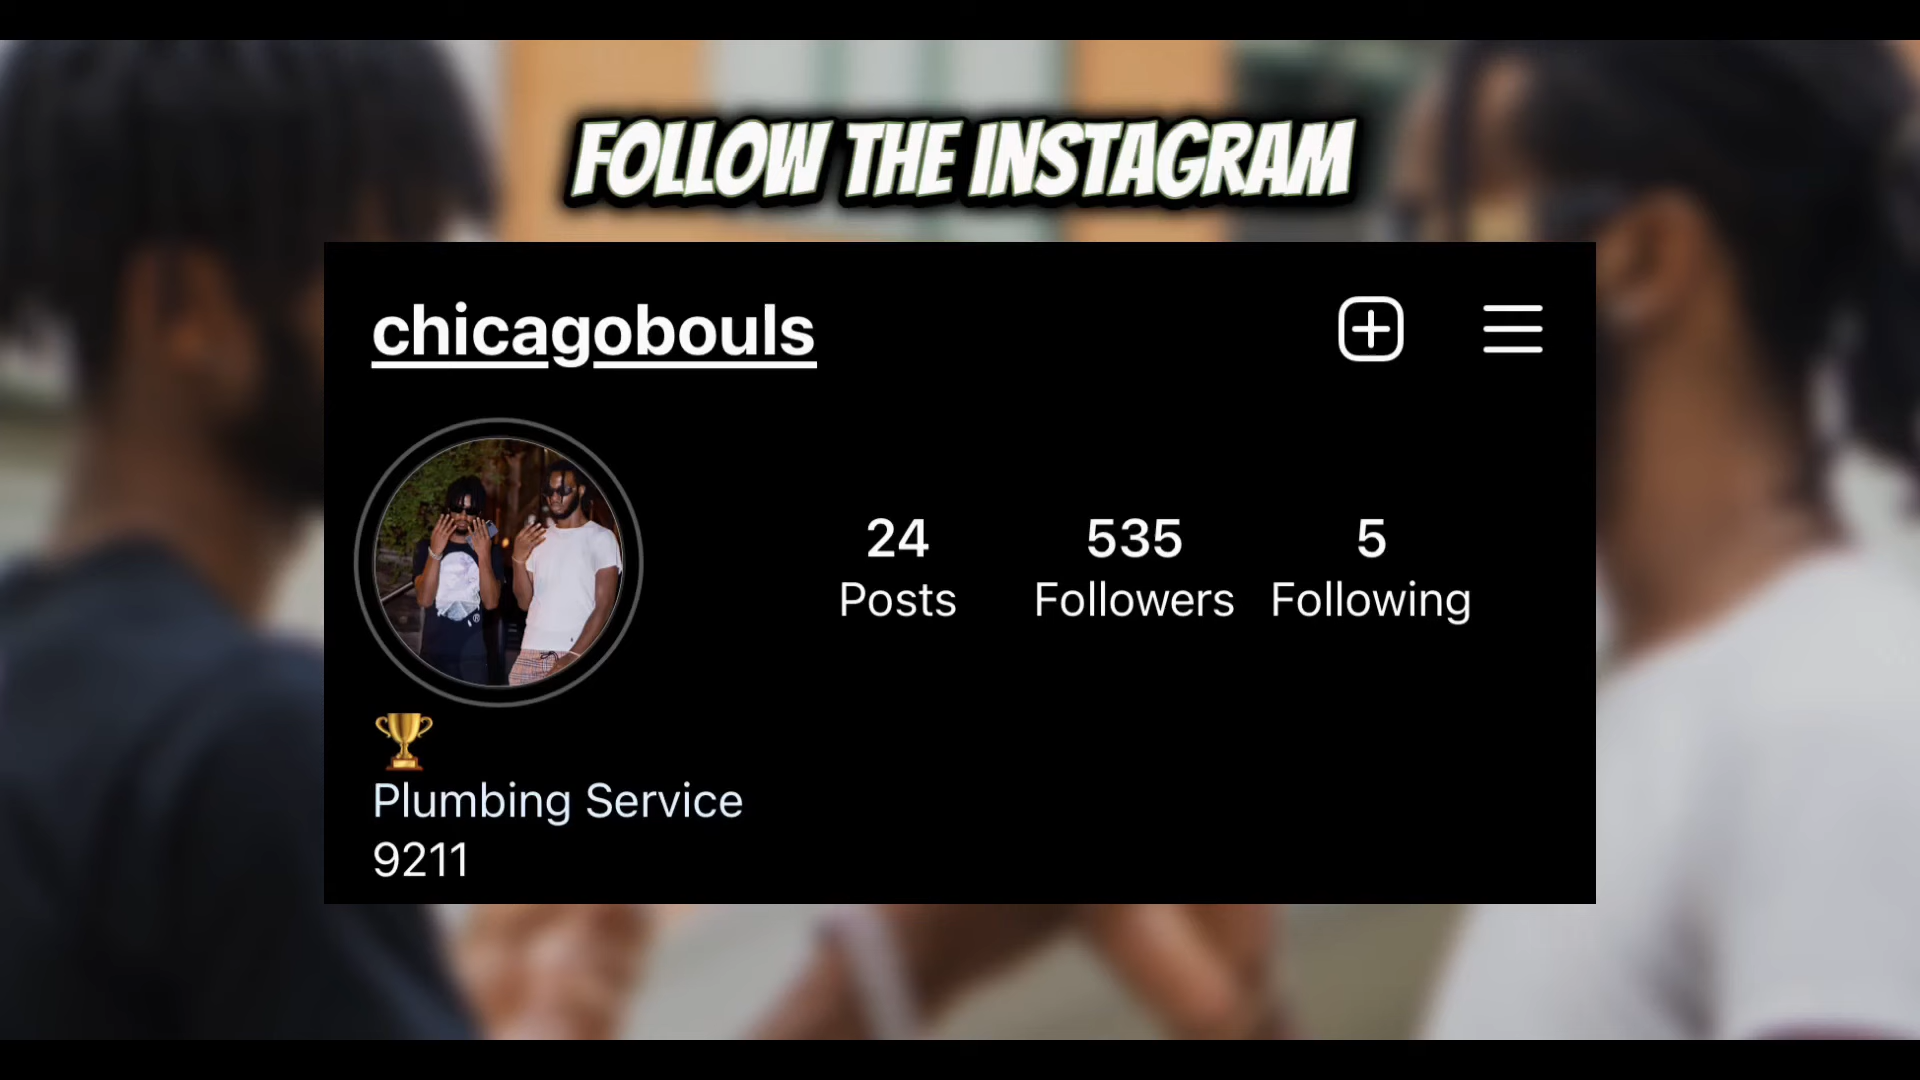 FOLLOW THE INSTAGRAM
chicagobouls
24
535
5
Posts
Followers
Following
Plumbing Service
9211